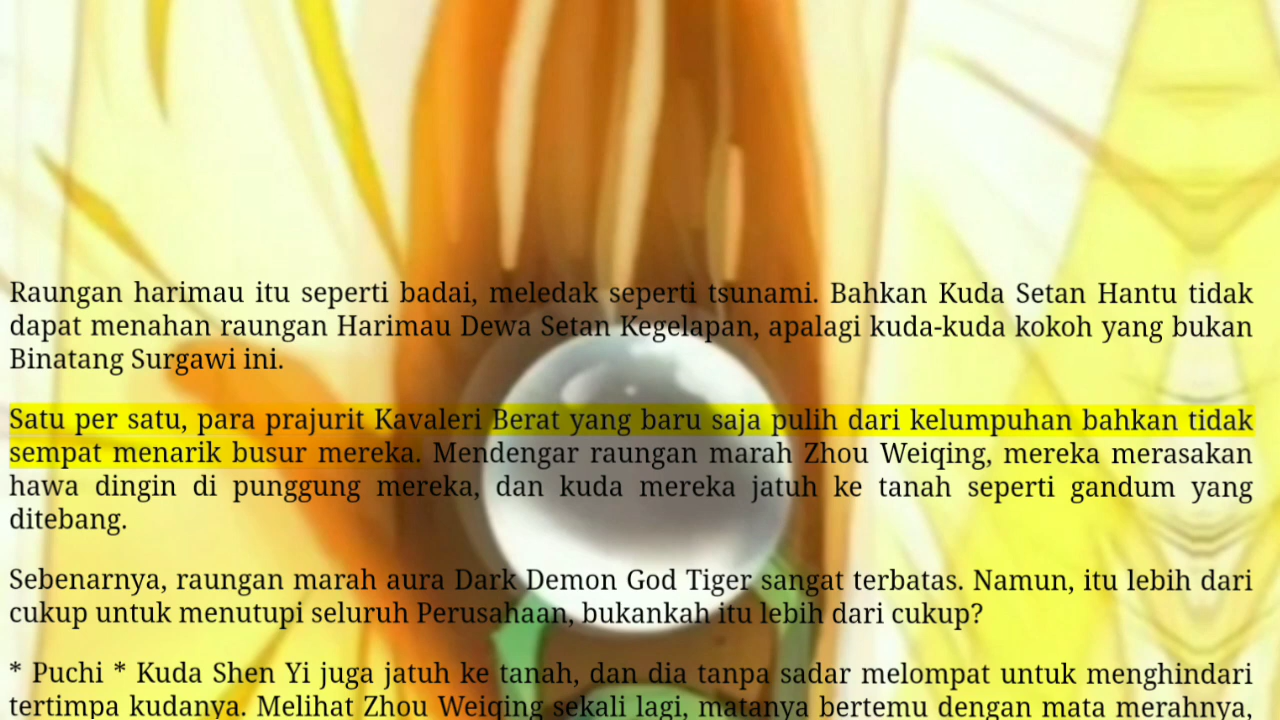 Raungan harimau itu seperti badai, meledak seperti tsunami. Bahkan Kuda Setan Hantu tidak
dapat menahan raungan Harimau Dewa Setan Kegelapan, apalagi kuda-kuda kokoh yang bukan
Binatang Surgawi ini.
Satu per satu, para prajurit Kavaleri Berat yang baru saja pulih dari kelumpuhan bahkan tidak
sempat menarik busur mereka. Mendengar raungan marah Zhou Weiqing, mereka merasakan
hawa dingin di punggung mereka, dan kuda mereka jatuh ke tanah seperti gandum yang
ditebang.
Sebenarnya, raungan marah aura Dark Demon God Tiger sangat terbatas. Namun, itu lebih dari
cukup untuk menutupi seluruh Perusahaan, bukankah itu lebih dari cukup?
* Puchi * Kuda Shen Yi juga jatuh ke tanah, dan dia tanpa sadar melompat untuk menghindari
tertimpa kudanya. Melihat Zhou Weiqing sekali lagi, matanya bertemu dengan mata merahnya,